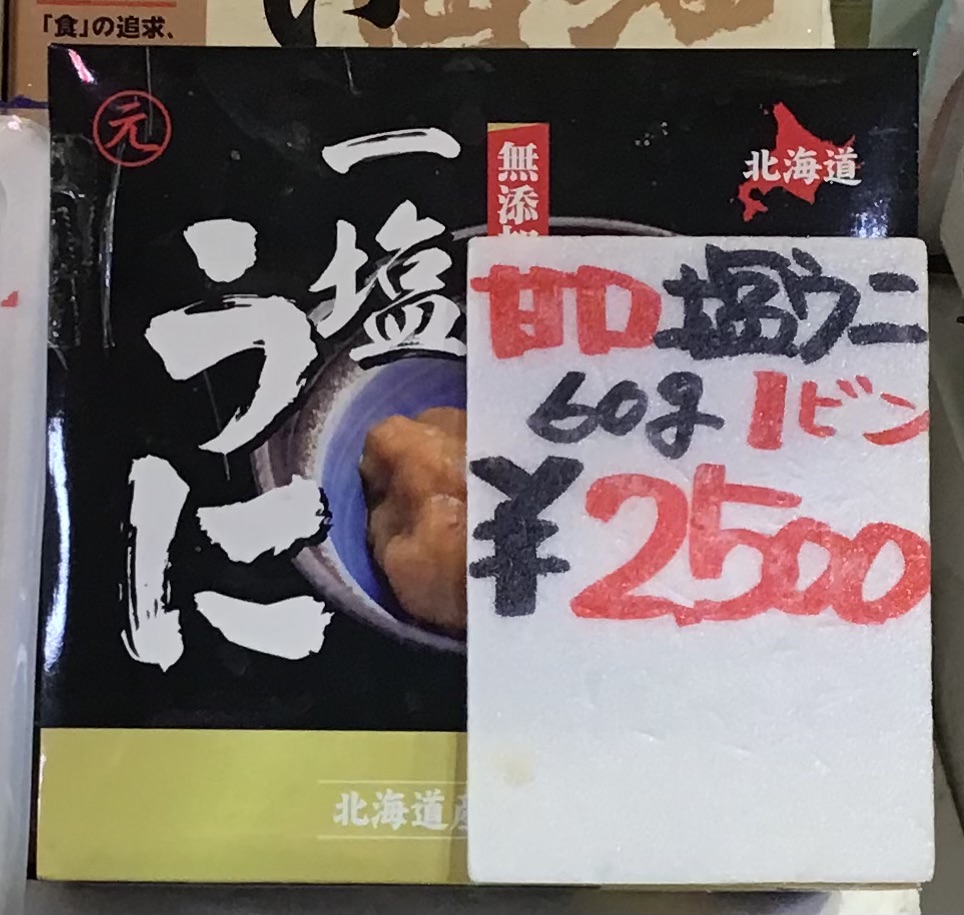 「食」の追求、
元
一塩
うに
無添加
北海道
甘口塩ウニ
60g 1ビン
¥2500
北海道産